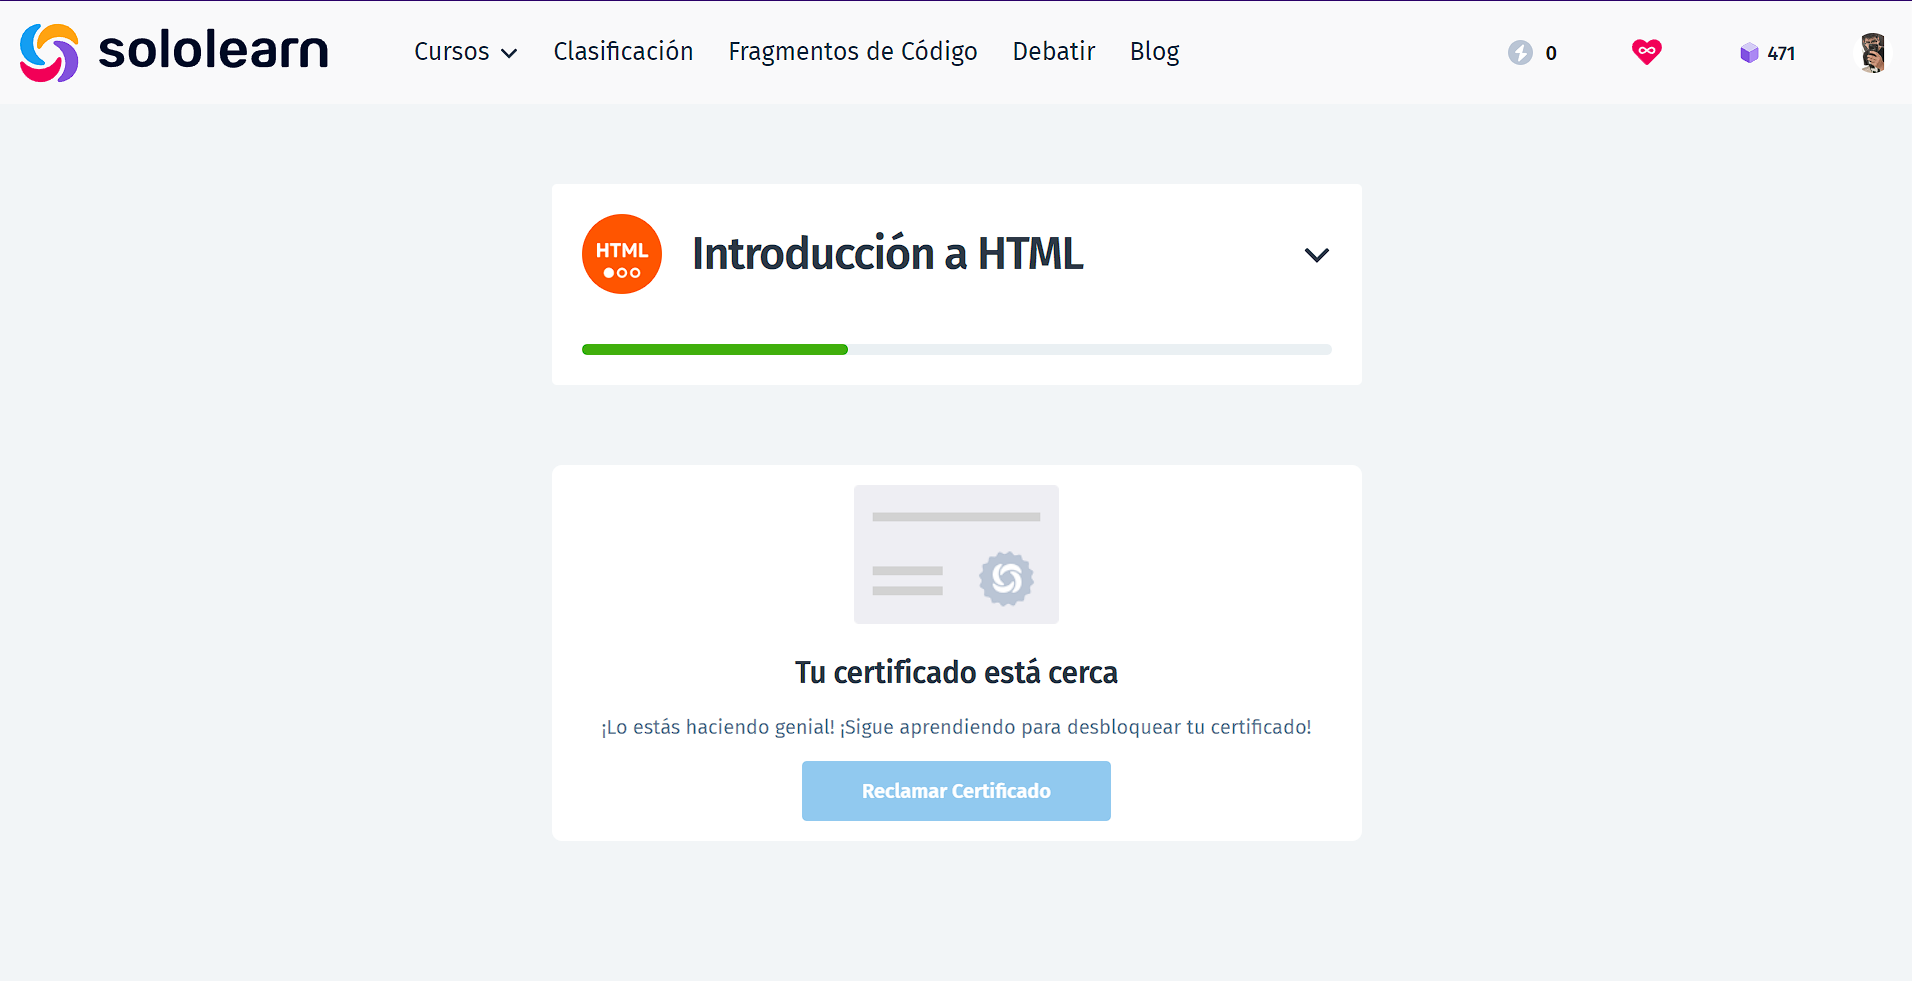 sololearn
Cursos Clasificación Fragmentos de Código Debatir Blog 0 471
HTML
Introducción a HTML
Tu certificado está cerca
¡Lo estás haciendo genial! ¡Sigue aprendiendo para desbloquear tu certificado!
Reclamar Certificado